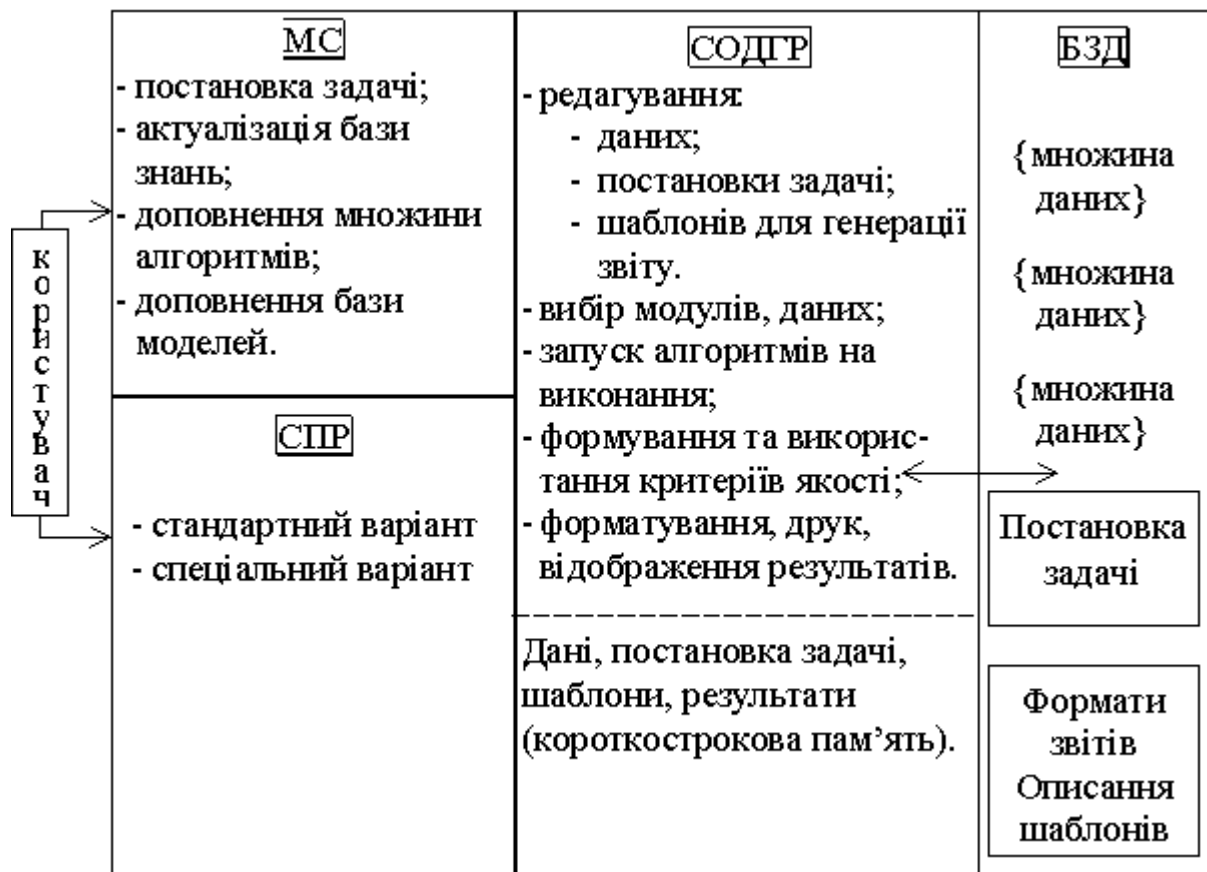 користувач
МС
- постановка задачі;
- актуалізація бази
знань;
- доповнення множини
алгоритмів;
- доповнення бази
моделей.
СПР
- стандартний варіант
- спеціальний варіант
СОДГР
- редагування:
- даних;
- постановки задачі;
- шаблонів для генерації
звіту.
- вибір модулів, даних;
- запуск алгоритмів на
виконання;
- формування та викорис-
тання критеріїв якості;
- форматування, друк,
відображення результатів.
Дані, постановка задачі,
шаблони, результати
(короткострокова пам’ять).
БЗД
{множина
даних}
{множина
даних}
{множина
даних}
Постановка
задачі
Формати
звітів
Описання
шаблонів